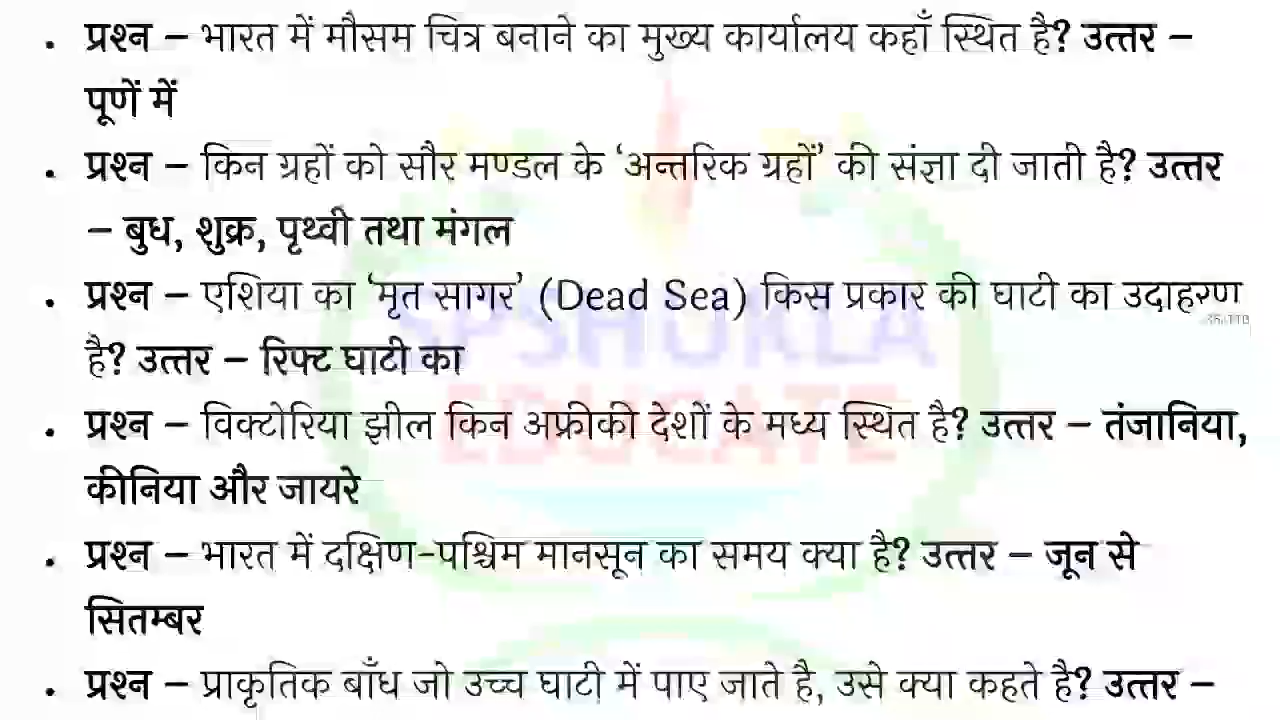 • प्रश्न – भारत में मौसम चित्र बनाने का मुख्य कार्यालय कहाँ स्थित है? उत्तर –
पूणें में
• प्रश्न – किन ग्रहों को सौर मण्डल के ‘अन्तरिक ग्रहों’ की संज्ञा दी जाती है? उत्तर
– बुध, शुक्र, पृथ्वी तथा मंगल
• प्रश्न – एशिया का ‘मृत सागर’ (Dead Sea) किस प्रकार की घाटी का उदाहरण
है? उत्तर – रिफ्ट घाटी का
• प्रश्न – विक्टोरिया झील किन अफ्रीकी देशों के मध्य स्थित है? उत्तर – तंजानिया,
कीनिया और जायरे
• प्रश्न – भारत में दक्षिण-पश्चिम मानसून का समय क्या है? उत्तर – जून से
सितम्बर
• प्रश्न – प्राकृतिक बाँध जो उच्च घाटी में पाए जाते है, उसे क्या कहते है? उत्तर –
SPSHUKLA
EDUCATE